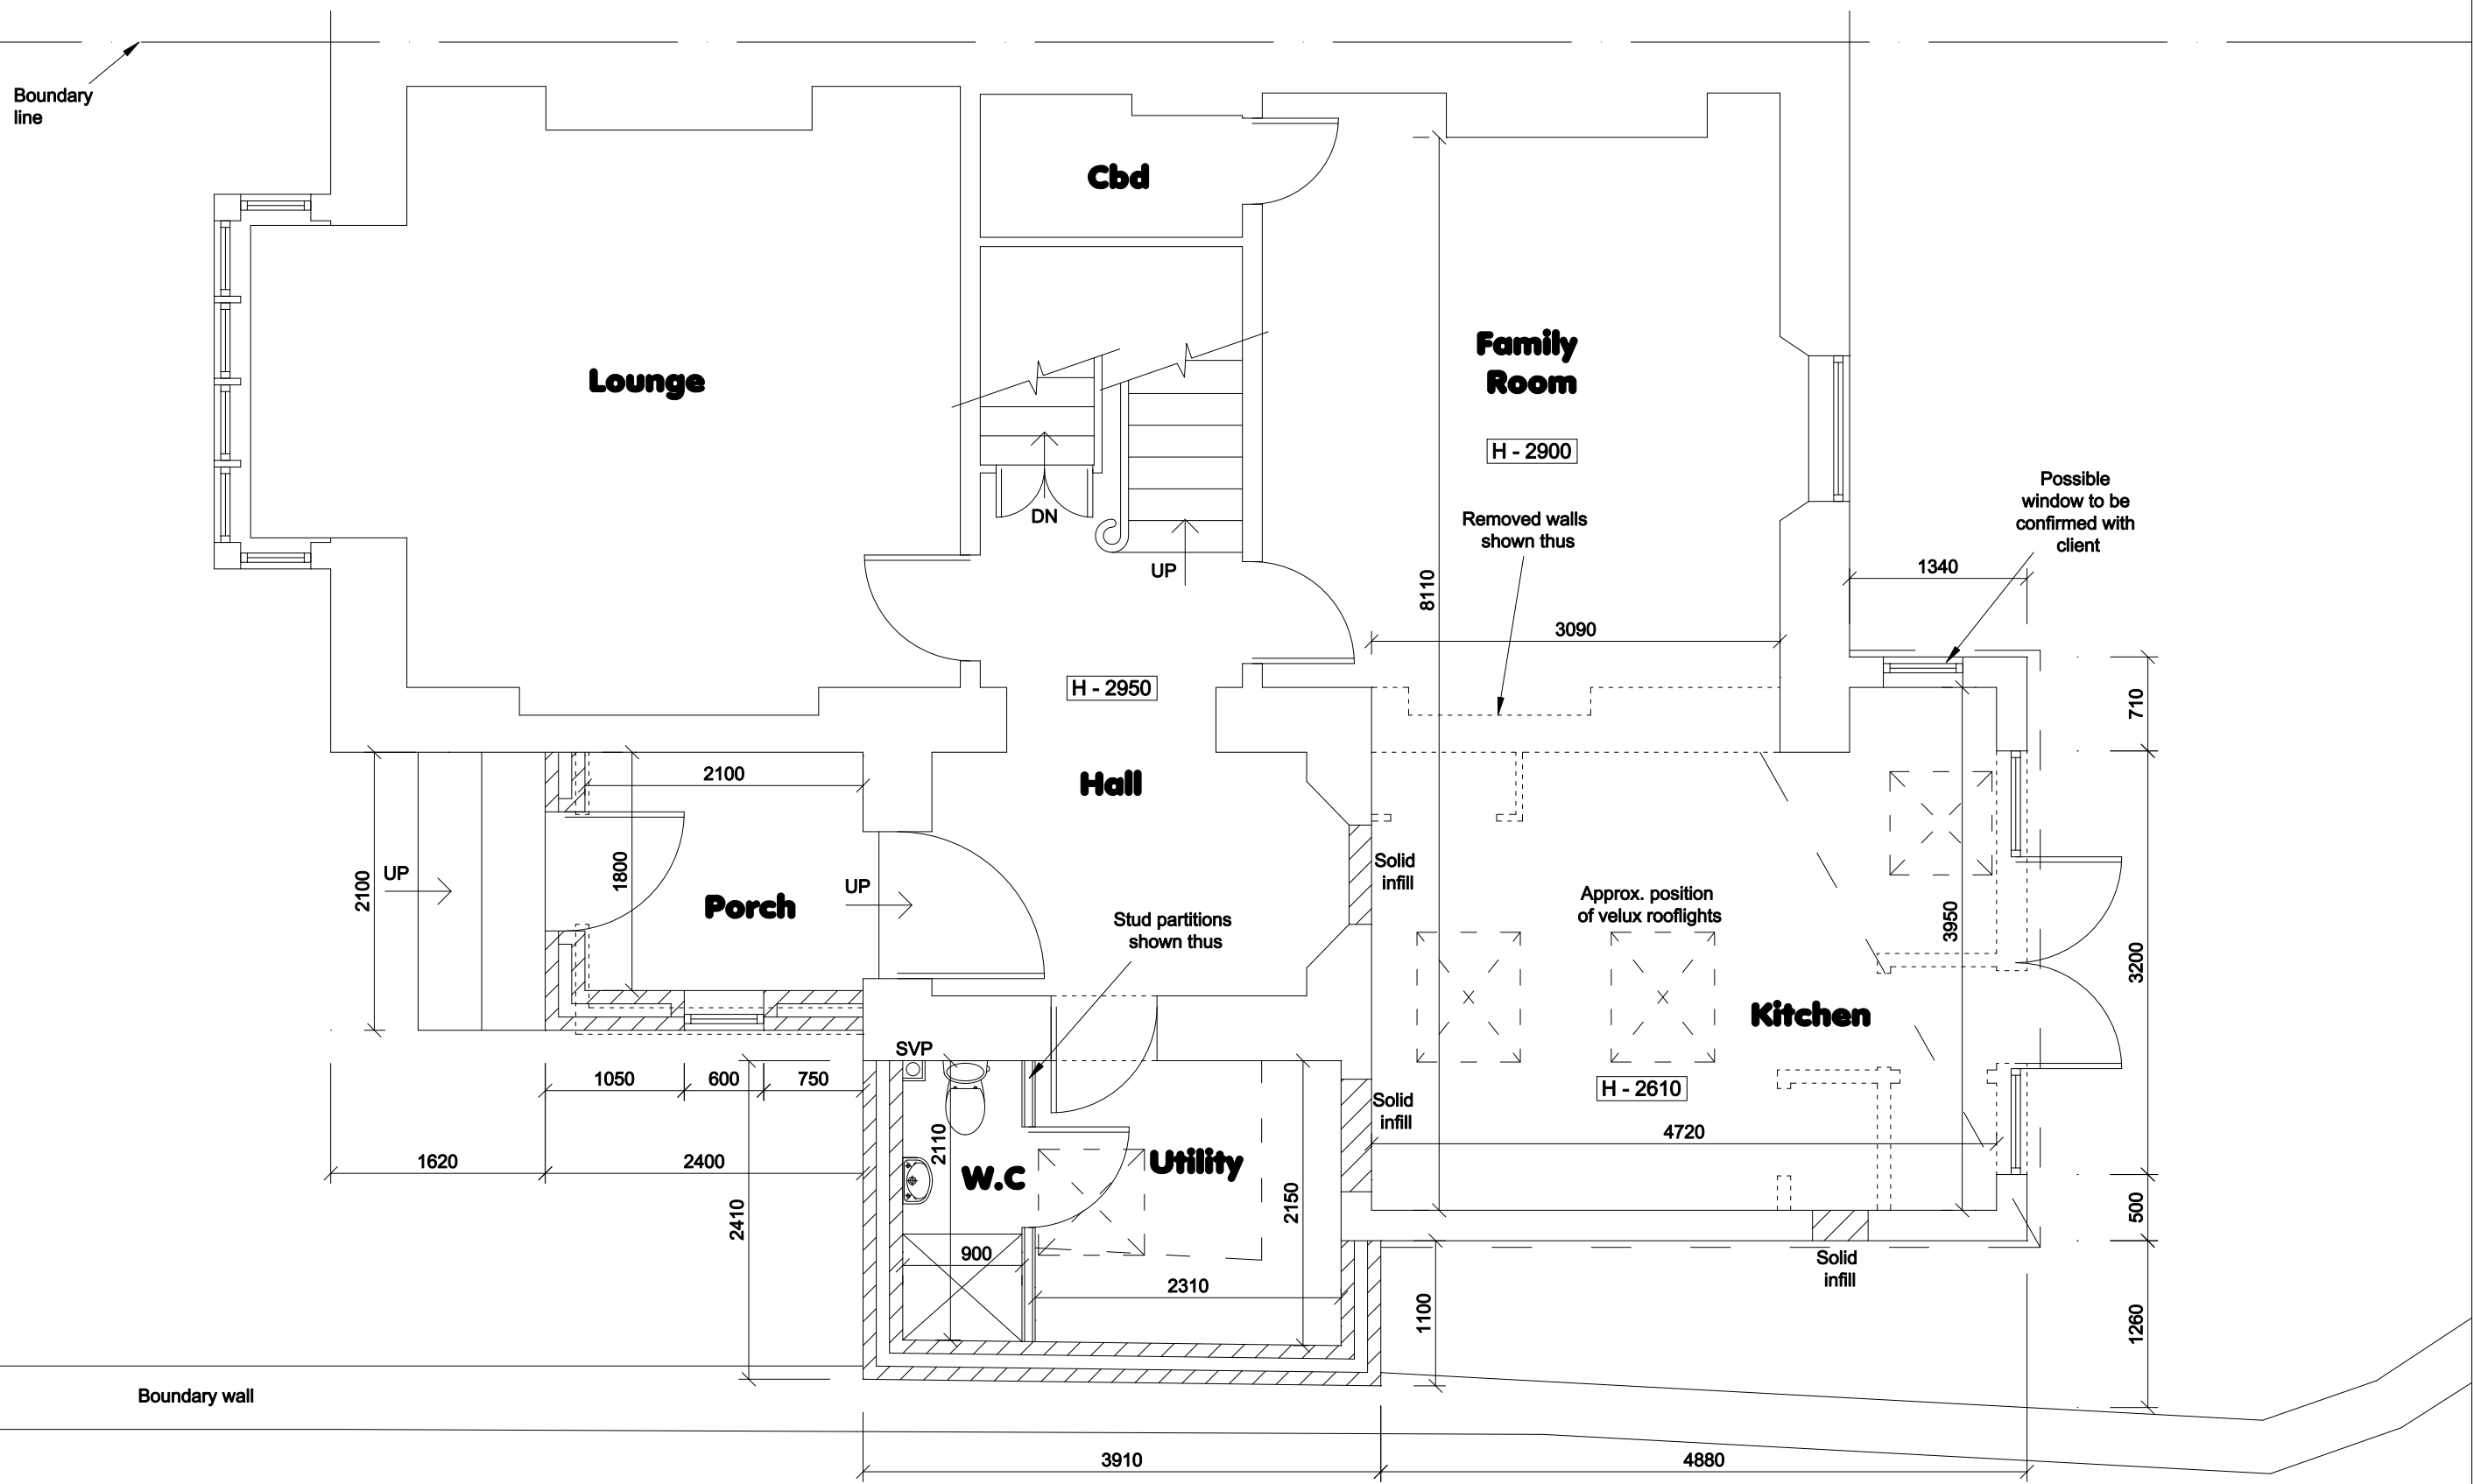 Boundary
line
Cbd
Lounge
Family
Room
H - 2900
Possible
window to be
confirmed with
client
Removed walls
shown thus
DN
UP
1340
8110
3090
H - 2950
710
2100
Hall
2100
UP
1800
Porch
UP
Solid
infill
Approx. position
of velux rooflights
3950
3200
Stud partitions
shown thus
Kitchen
SVP
1050
600
750
H - 2610
Solid
infill
4720
2110
W.C
Utility
1620
2400
2410
2150
500
900
2310
Solid
infill
1100
1260
Boundary wall
3910
4880